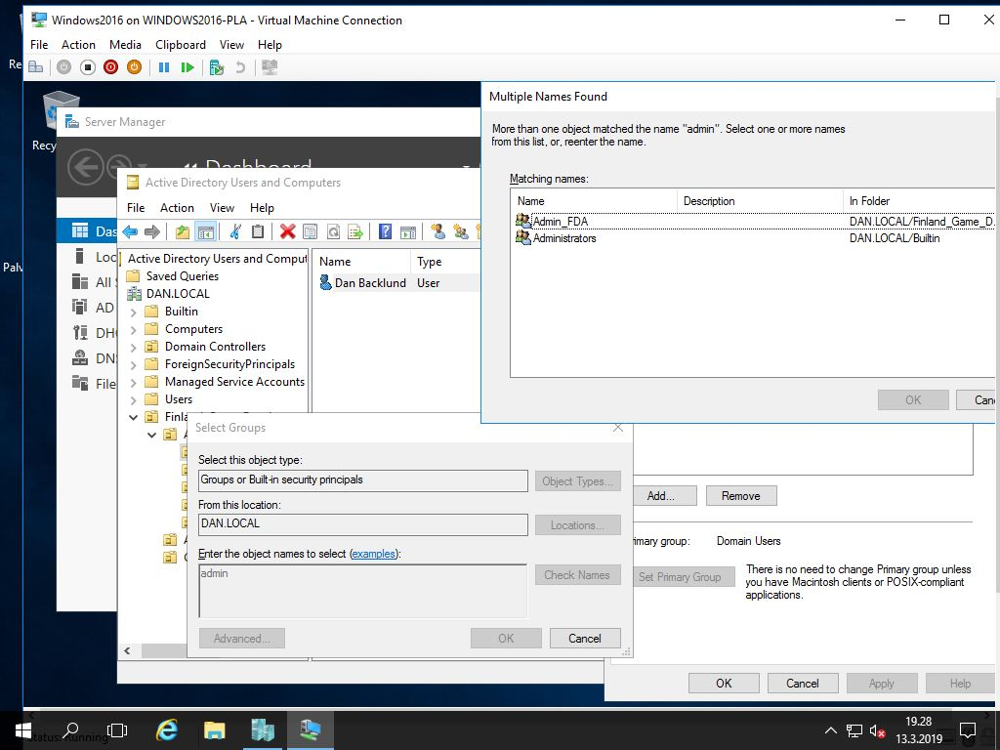 Windows2016 on WINDOWS2016-PLA - Virtual Machine Connection
File Action Media Clipboard View Help
Re
Recy
Palv
Server Manager
Dashboard
Das
Loc
All S
AD
DHC
DNS
File
Active Directory Users and Computers
File Action View Help
Active Directory Users and Comput
Saved Queries
DAN.LOCAL
Builtin
Computers
Domain Controllers
ForeignSecurityPrincipals
Managed Service Accounts
Users
Name Type
Dan Backlund User
Multiple Names Found
More than one object matched the name "admin". Select one or more names
from this list, or, reenter the name.
Matching names:
Name Description In Folder
Admin_FDA DAN.LOCAL/Finland_Game_D...
Administrators DAN.LOCAL/Builtin
OK Canc
Select Groups
Select this object type:
Groups or Built-in security principals
Object Types...
From this location:
DAN.LOCAL
Locations...
Enter the object names to select (examples):
admin
Check Names
Advanced...
OK Cancel
Add... Remove
imary group: Domain Users
Set Primary Group
There is no need to change Primary group unless
you have Macintosh clients or POSIX-compliant
applications.
OK Cancel Apply Help
Status: Running
19.28
13.3.2019